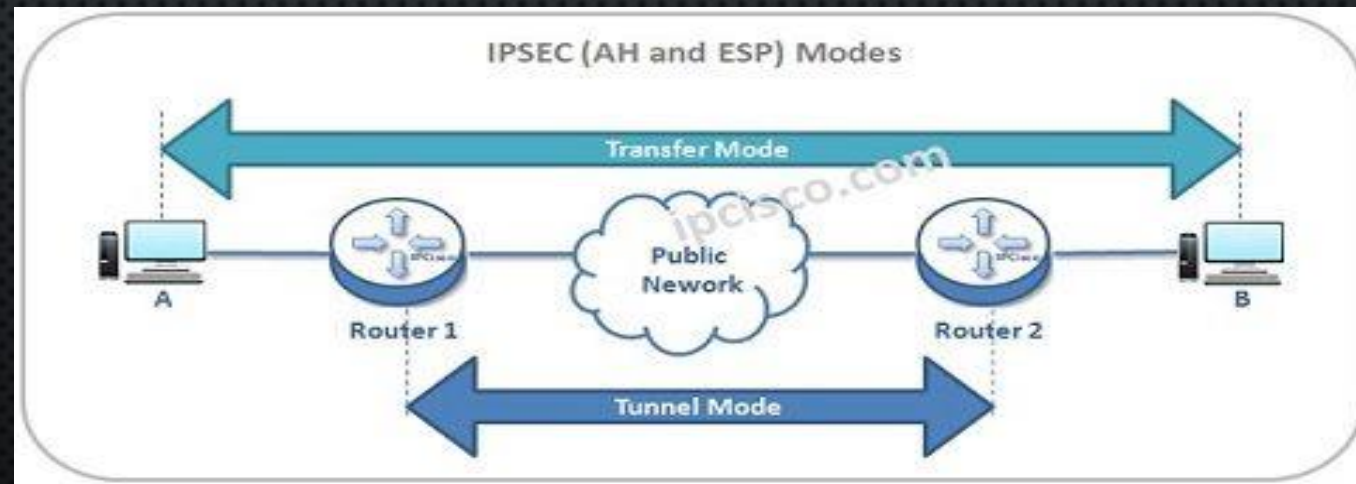 IPSEC (AH and ESP) Modes
Transfer Mode
ipcisco.com
Public
Nework
A
B
Router 1
Router 2
Tunnel Mode